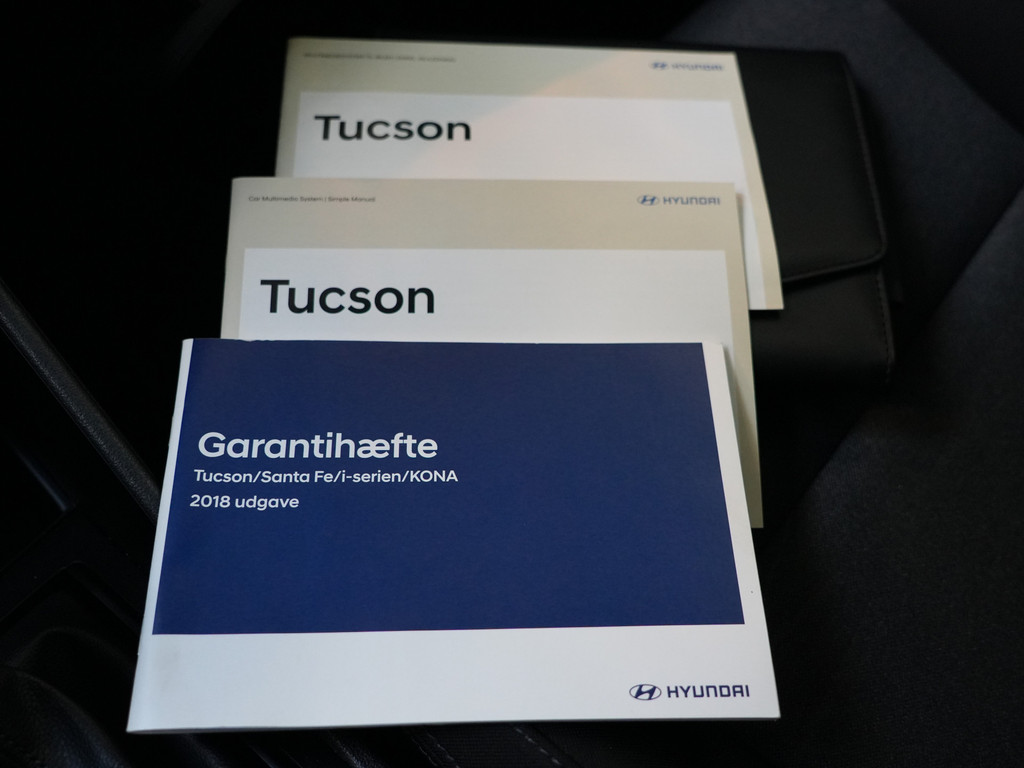 HYUNDAI
Tucson
Car Multimedia System | Simple Manual
HYUNDAI
Tucson
Garantihæfte
Tucson/Santa Fe/i-serien/KONA
2018 udgave
HYUNDAI